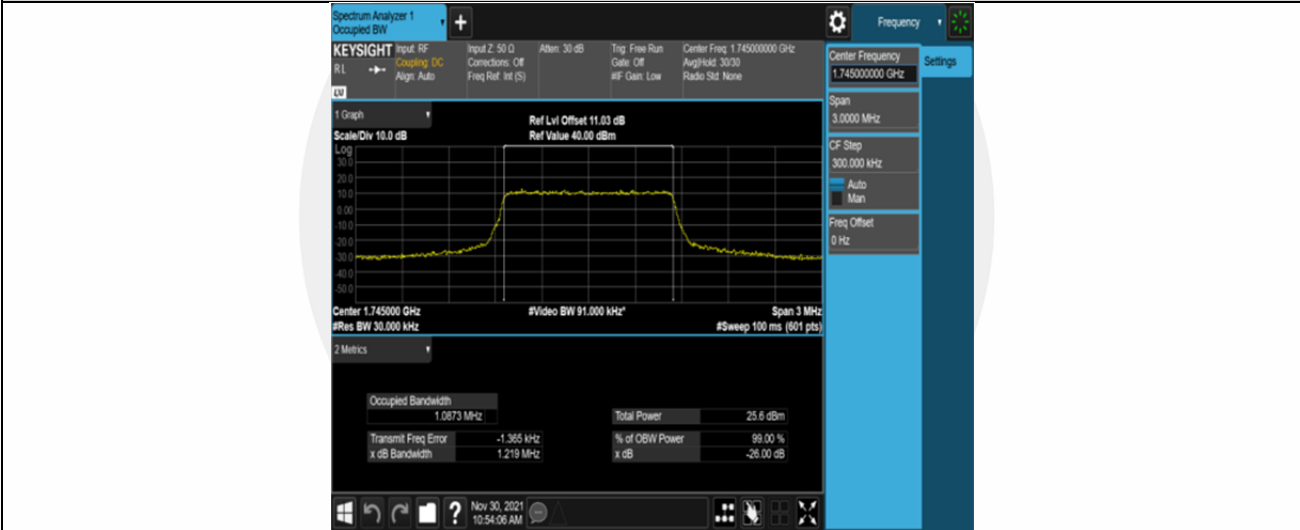 Spectrum Analyzer 1
Occupied BW
Frequency
KEYSIGHT
Input: RF
Coupling: DC
Align: Auto
Input Z: 50 Ω
Corrections: Off
Freq Ref: Int (S)
Atten: 30 dB
Trig: Free Run
Gate: Off
#IF Gain: Low
Center Freq: 1.745000000 GHz
Avg|Hold: 30/30
Radio Std: None
R L
LXI
1 Graph
Scale/Div 10.0 dB
Ref Lvl Offset 11.03 dB
Ref Value 40.00 dBm
Log
30.0
20.0
10.0
0.00
-10.0
-20.0
-30.0
-40.0
-50.0
Center 1.745000 GHz
#Res BW 30.000 kHz
#Video BW 91.000 kHz*
Span 3 MHz
#Sweep 100 ms (601 pts)
2 Metrics
Occupied Bandwidth
1.0873 MHz
Transmit Freq Error -1.365 kHz
x dB Bandwidth 1.219 MHz
Total Power 25.6 dBm
% of OBW Power 99.00 %
x dB -26.00 dB
Center Frequency
1.745000000 GHz
Settings
Span
3.0000 MHz
CF Step
300.000 kHz
Auto
Man
Freq Offset
0 Hz
?
Nov 30, 2021
10:54:06 AM